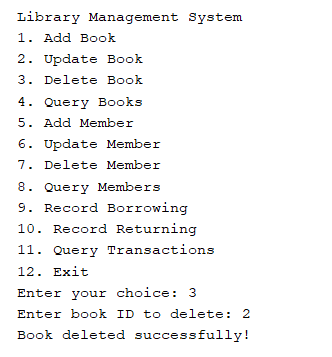 Library Management System
1. Add Book
2. Update Book
3. Delete Book
4. Query Books
5. Add Member
6. Update Member
7. Delete Member
8. Query Members
9. Record Borrowing
10. Record Returning
11. Query Transactions
12. Exit
Enter your choice: 3
Enter book ID to delete: 2
Book deleted successfully!